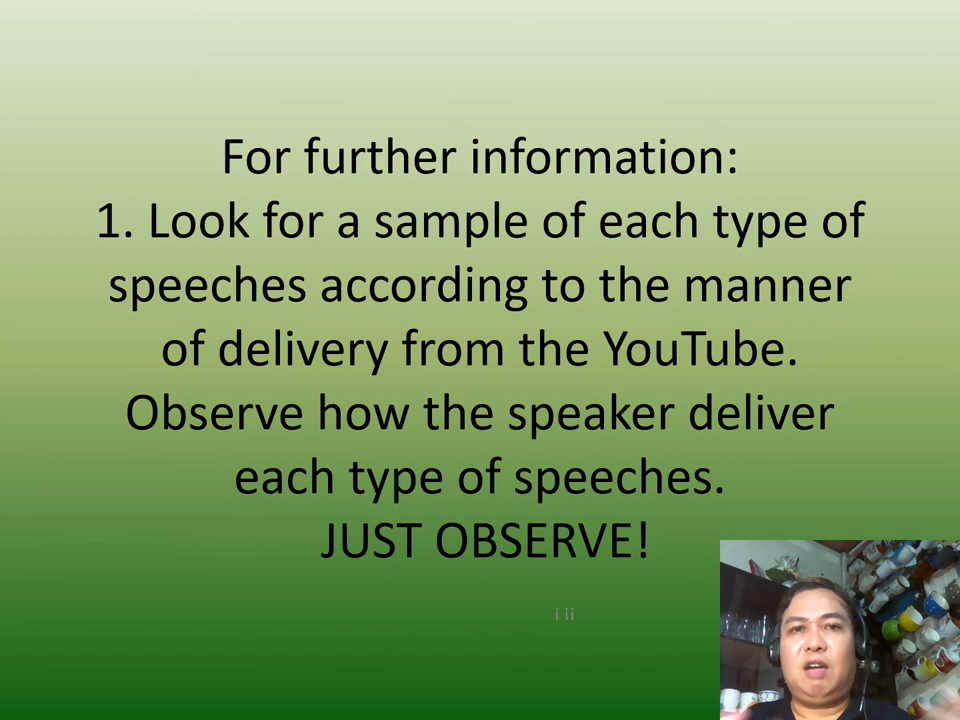 For further information:
1. Look for a sample of each type of
speeches according to the manner
of delivery from the YouTube.
Observe how the speaker deliver
each type of speeches.
JUST OBSERVE!
i ii